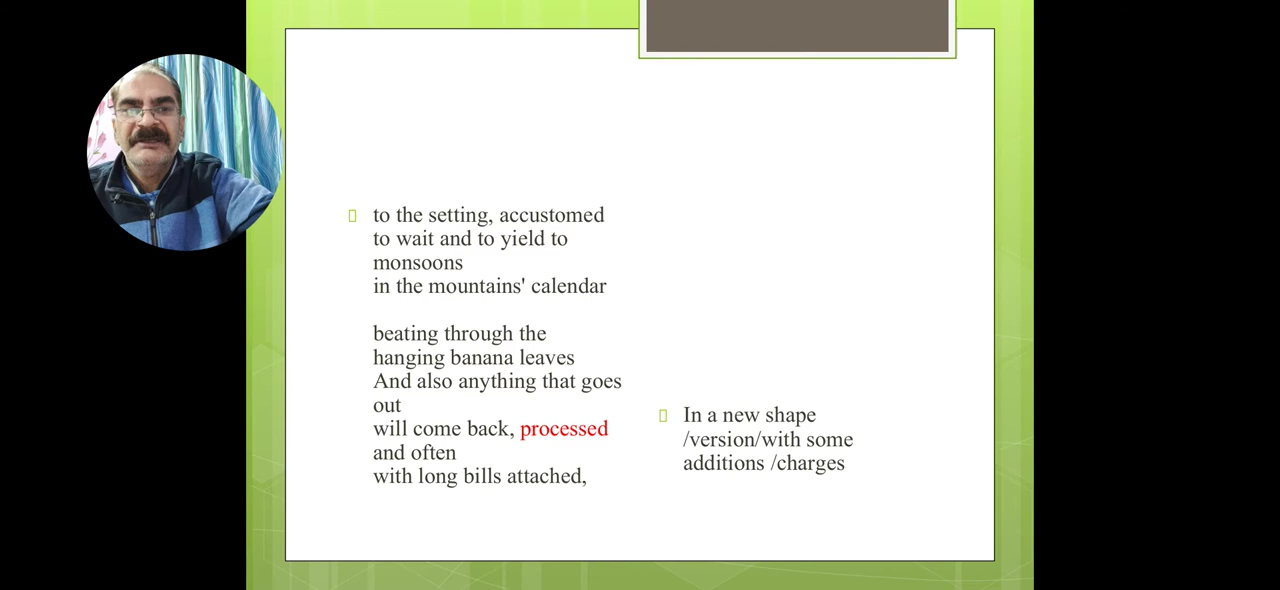 to the setting, accustomed
to wait and to yield to
monsoons
in the mountains' calendar
beating through the
hanging banana leaves
And also anything that goes
out
will come back, processed
and often
with long bills attached,
In a new shape
/version/with some
additions /charges